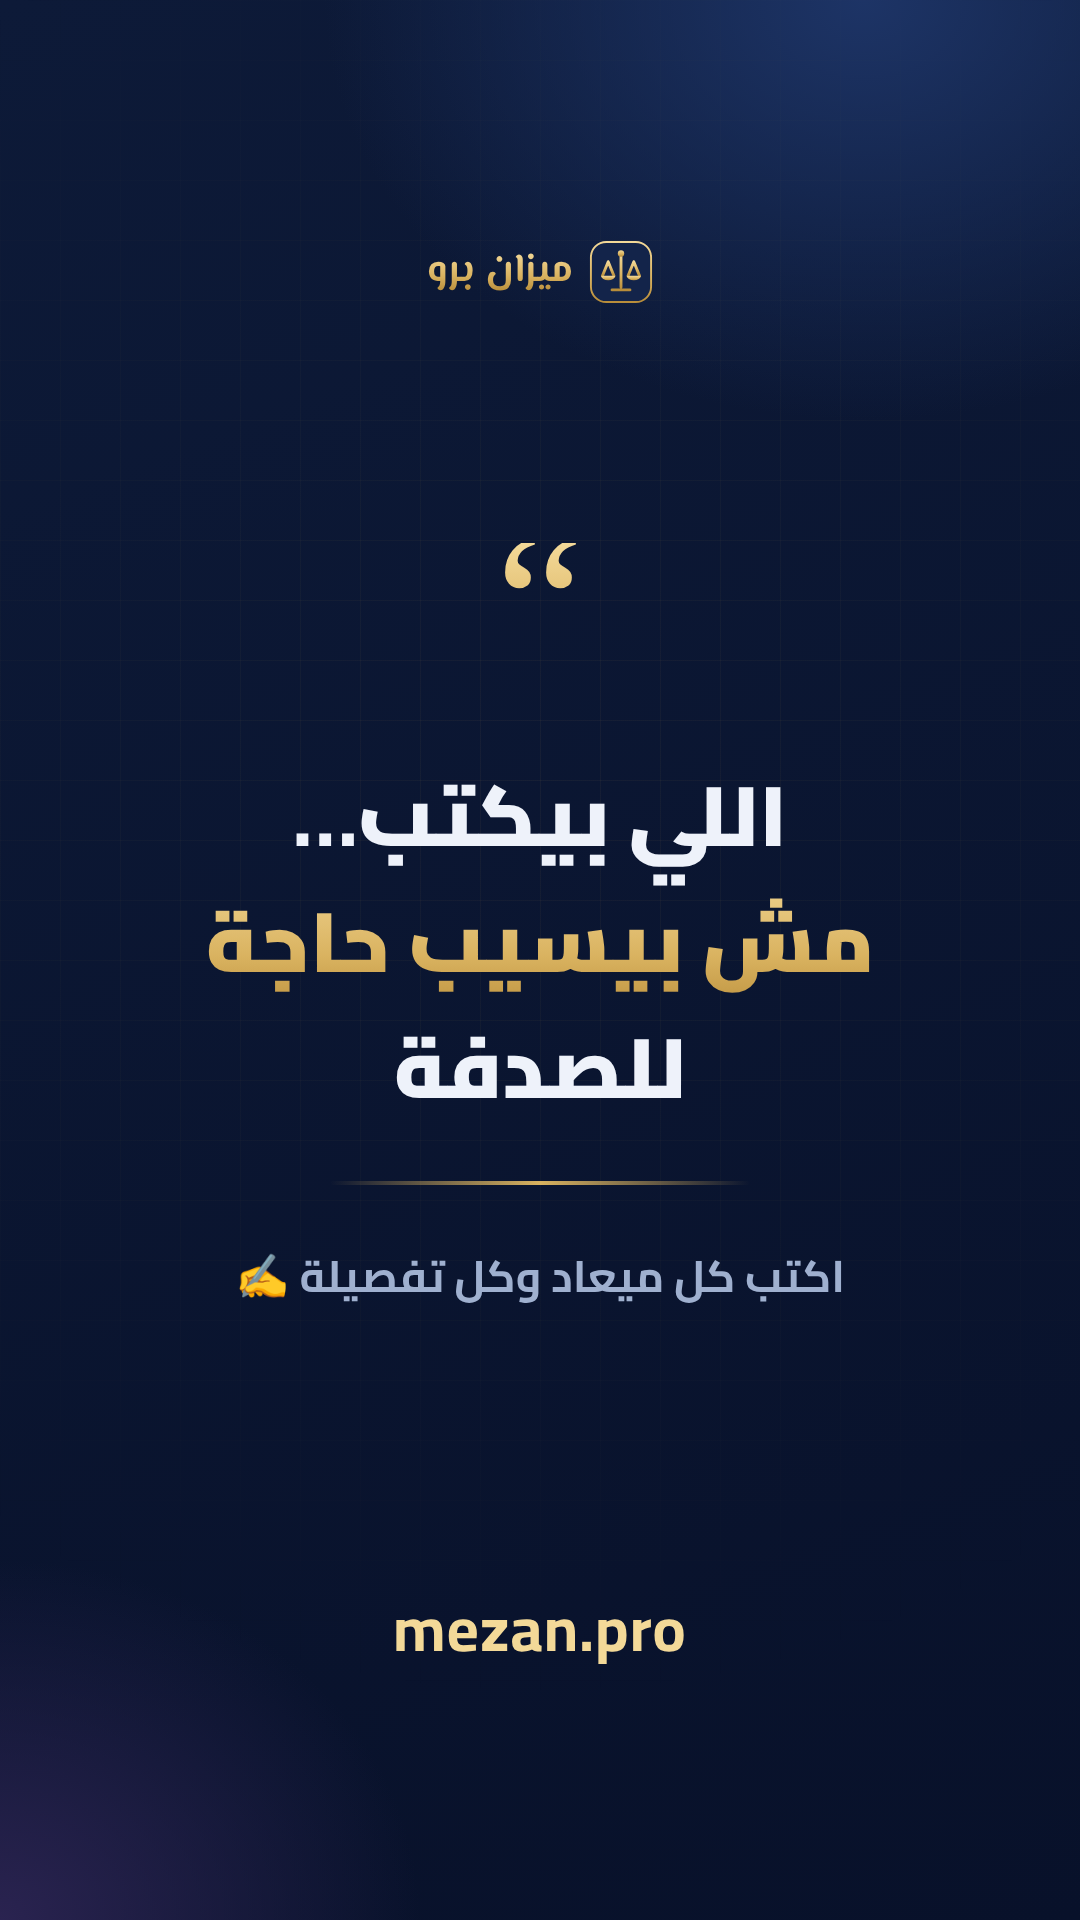 ميزان برو
“
اللي بيكتب...
مش بيسيب حاجة
للصدفة
اكتب كل ميعاد وكل تفصيلة ✍️
mezan.pro